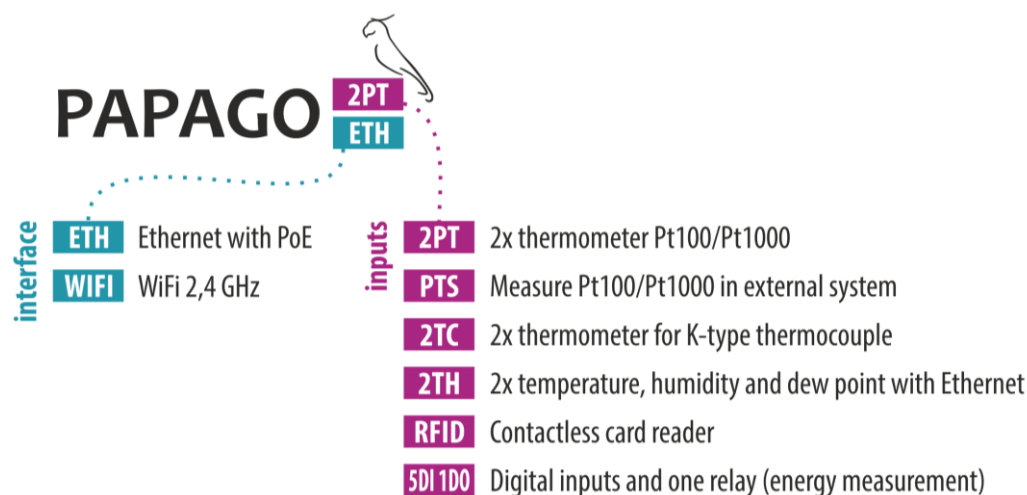 PAPAGO 2PT
ETH
interface
ETH Ethernet with PoE
WIFI WiFi 2,4 GHz
inputs
2PT 2x thermometer Pt100/Pt1000
PTS Measure Pt100/Pt1000 in external system
2TC 2x thermometer for K-type thermocouple
2TH 2x temperature, humidity and dew point with Ethernet
RFID Contactless card reader
5DI 1DO Digital inputs and one relay (energy measurement)